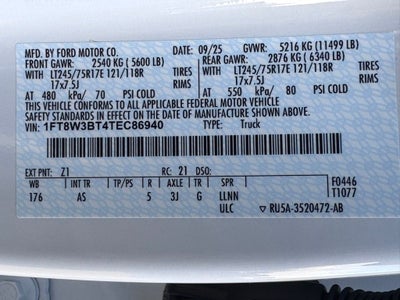 MFD. BY FORD MOTOR CO. 09/25 GVWR: 5216 KG (11499 LB)
FRONT GAWR: 2540 KG (5600 LB) REAR GAWR: 2876 KG (6340 LB)
WITH TIRES WITH TIRES
LT245/75R17E 121/118R RIMS LT245/75R17E 121/118R RIMS
17x7.5J 17x7.5J
AT 480 kPa/ 70 PSI COLD AT 550 kPa/ 80 PSI COLD
THIS VEHICLE CONFORMS TO ALL APPLICABLE FEDERAL MOTOR VEHICLE
SAFETY STANDARDS IN EFFECT ON THE DATE OF MANUFACTURE SHOWN ABOVE.
VIN: 1FT8W3BT4TEC86940 TYPE: Truck
EXT PNT: Z1 RC: 21 DSO: F0446
WB INT TR TP/PS R AXLE TR SPR T1077
176 AS 5 3J G LLNN
ULC RU5A-3520472-AB